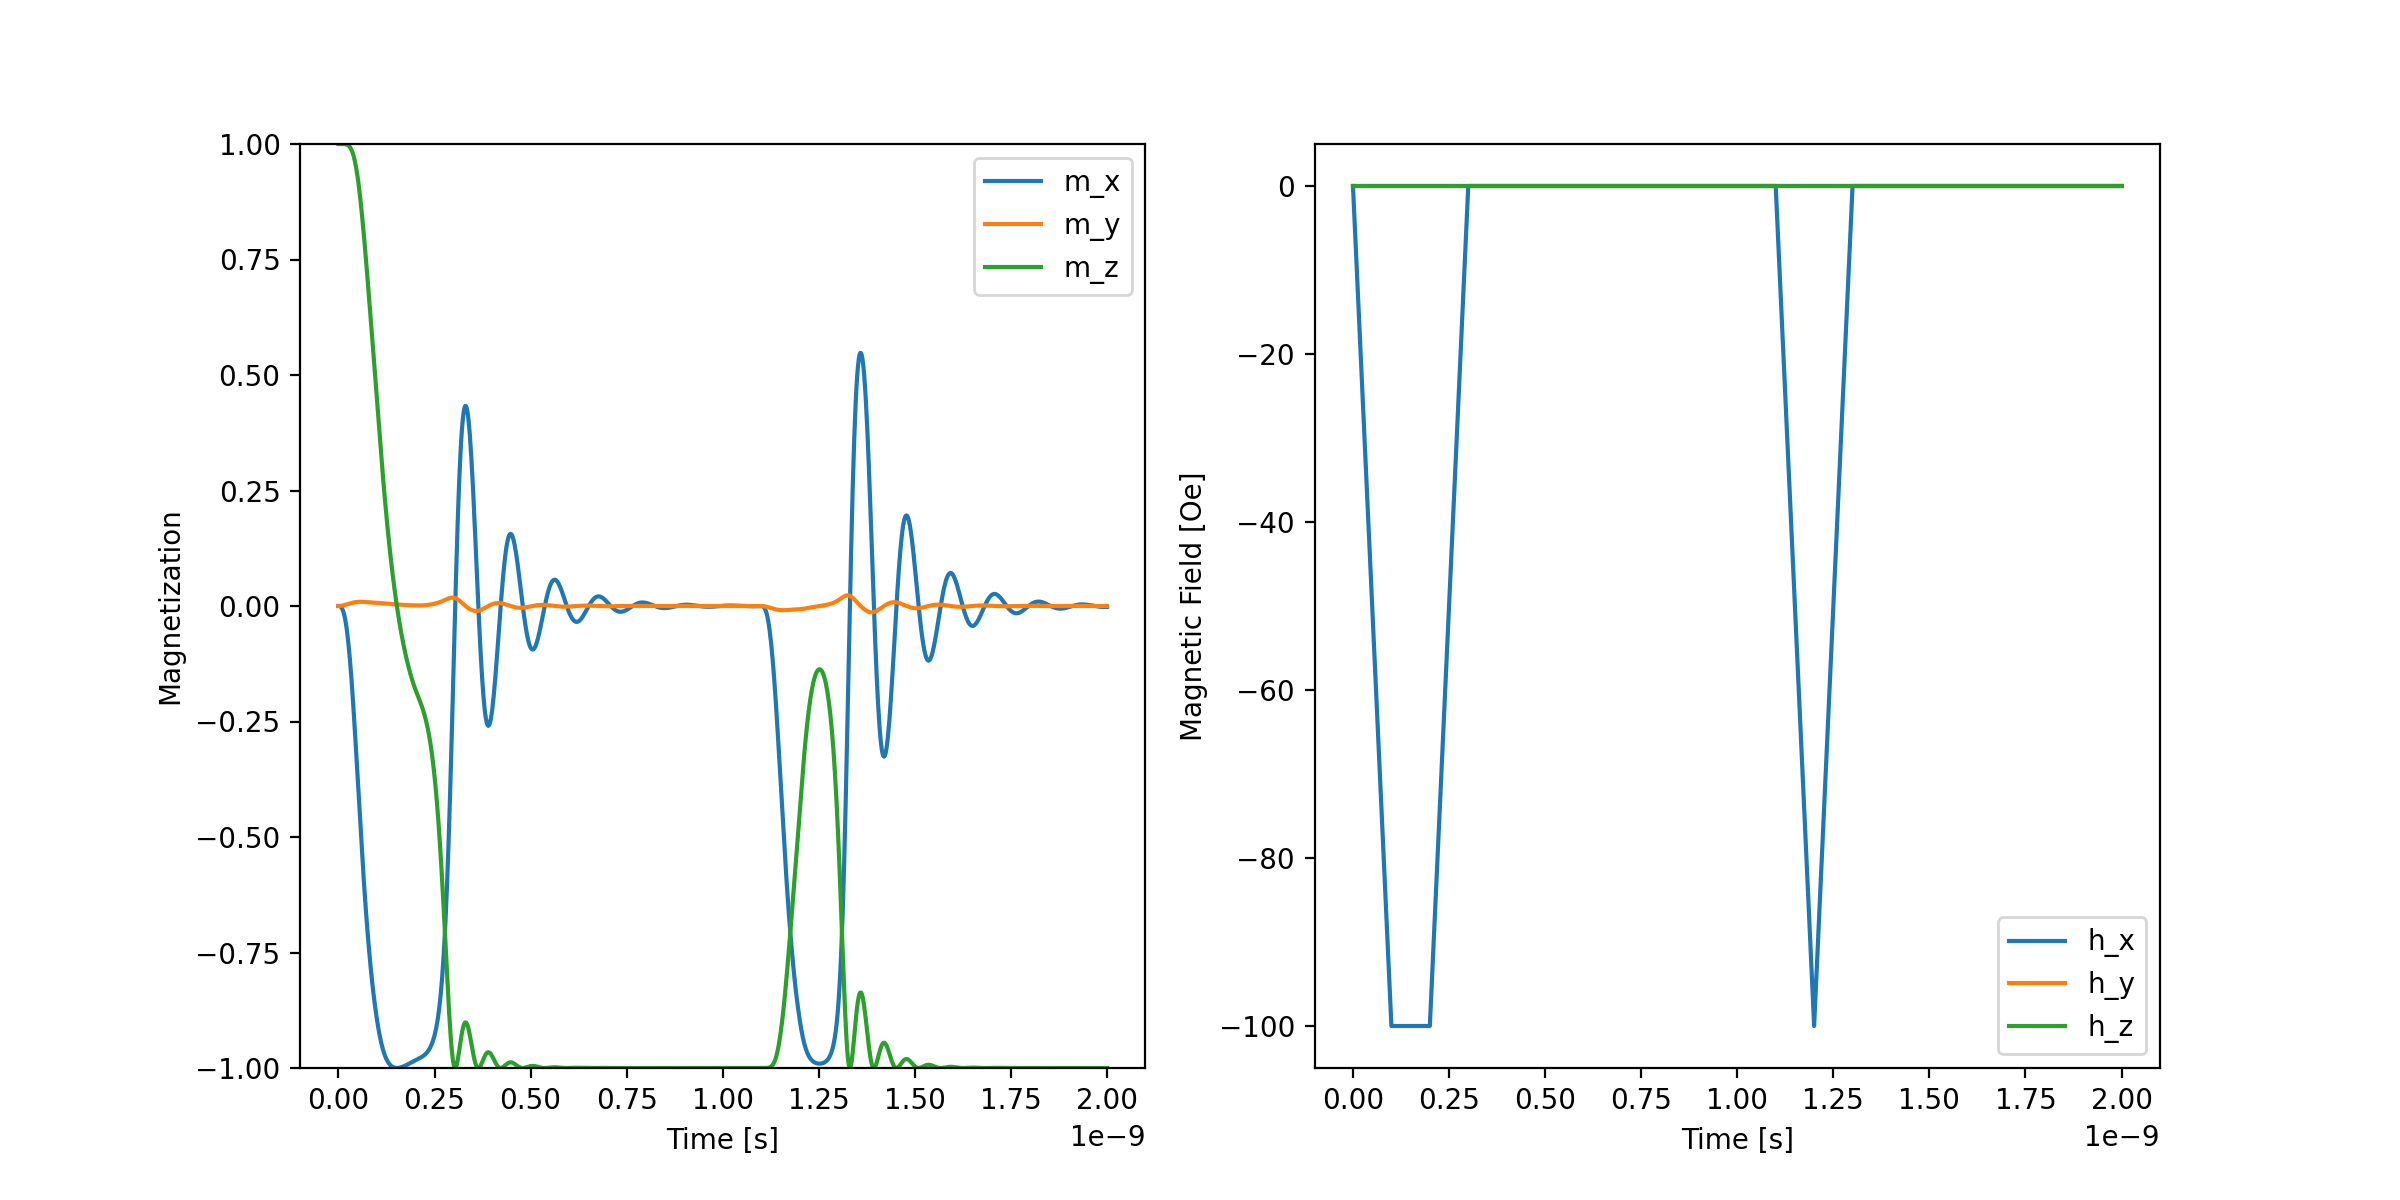 Magnetization
1.00
0.75
0.50
0.25
0.00
−0.25
−0.50
−0.75
−1.00
0.00 0.25 0.50 0.75 1.00 1.25 1.50 1.75 2.00
Time [s]
1e−9
m_x
m_y
m_z
Magnetic Field [Oe]
0
−20
−40
−60
−80
−100
0.00 0.25 0.50 0.75 1.00 1.25 1.50 1.75 2.00
Time [s]
1e−9
h_x
h_y
h_z